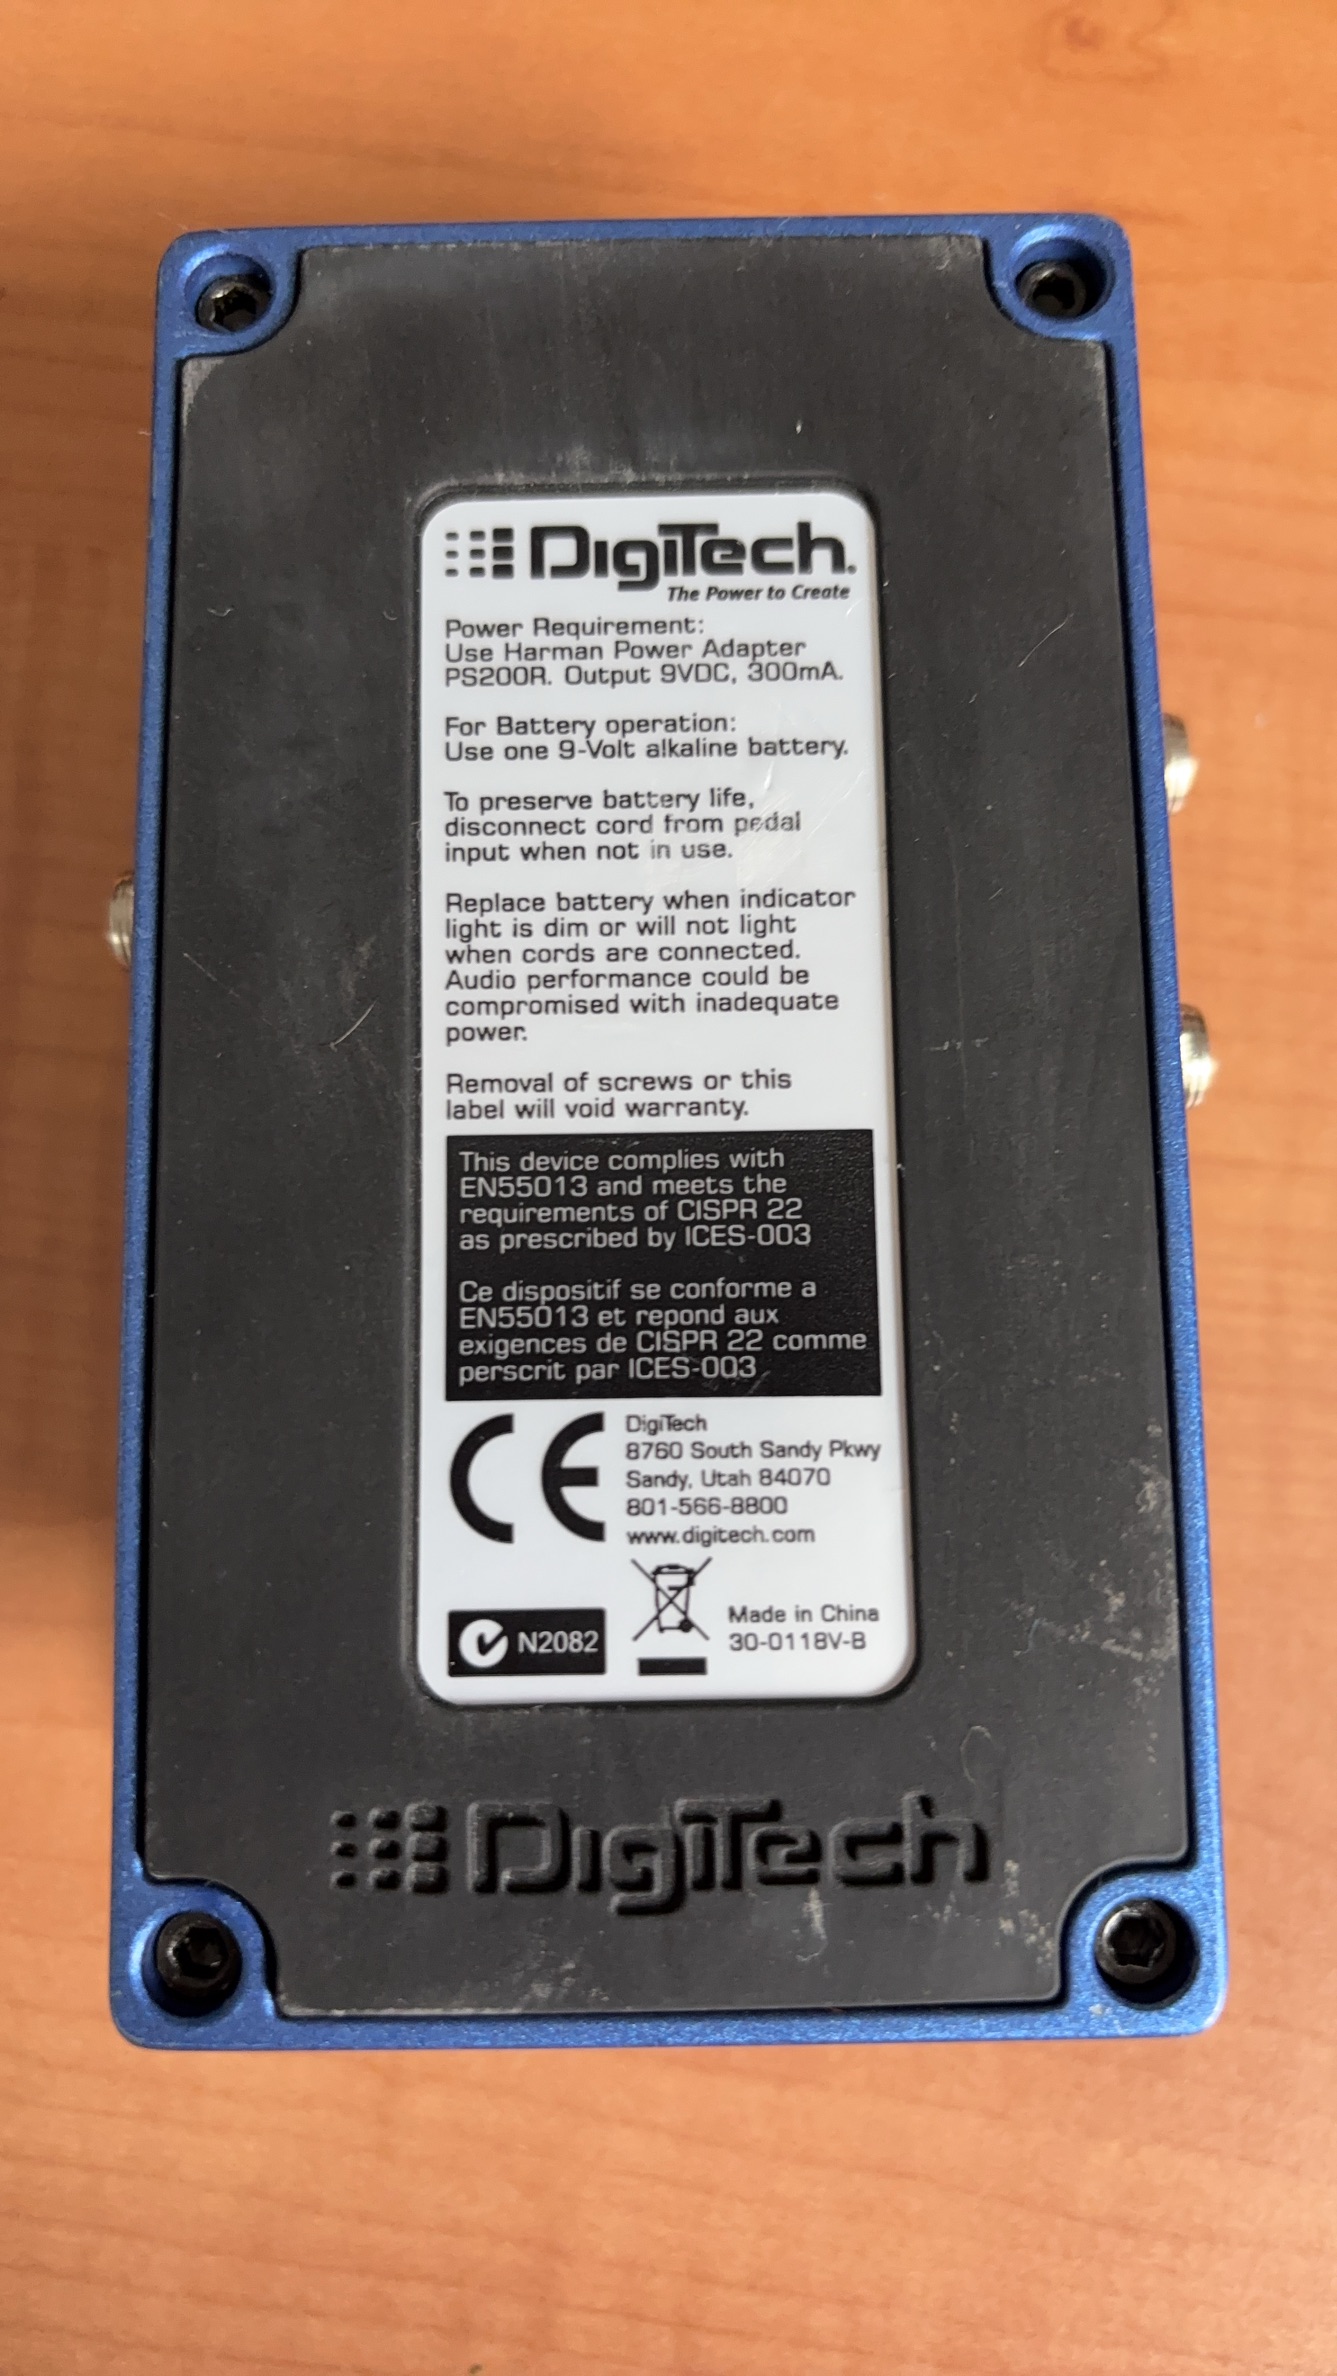 DigiTech.
The Power to Create
Power Requirement:
Use Harman Power Adapter
PS200R. Output 9VDC, 300mA.
For Battery operation:
Use one 9-Volt alkaline battery.
To preserve battery life,
disconnect cord from pedal
input when not in use.
Replace battery when indicator
light is dim or will not light
when cords are connected.
Audio performance could be
compromised with inadequate
power.
Removal of screws or this
label will void warranty.
This device complies with
EN55013 and meets the
requirements of CISPR 22
as prescribed by ICES-003
Ce dispositif se conforme a
EN55013 et repond aux
exigences de CISPR 22 comme
perscrit par ICES-003
CE
DigiTech
8760 South Sandy Pkwy
Sandy, Utah 84070
801-566-8800
www.digitech.com
N2082
Made in China
30-0118V-B
DigiTech